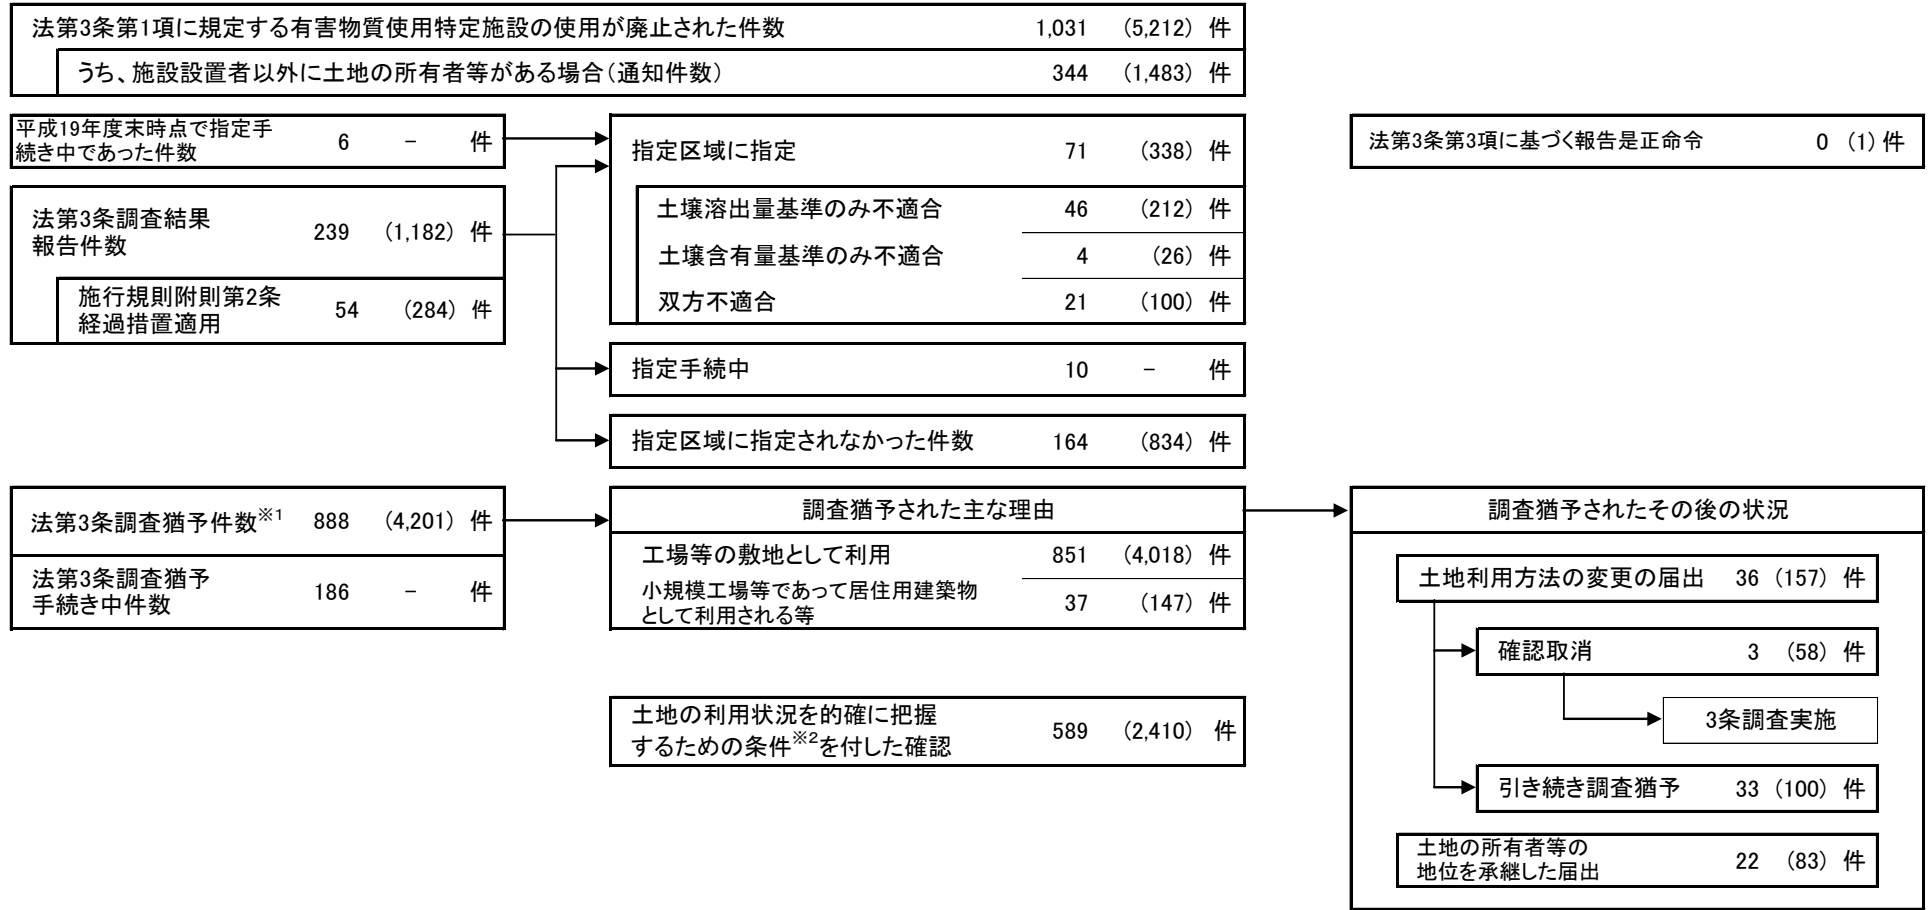 法第3条第1項に規定する有害物質使用特定施設の使用が廃止された件数 1,031 (5,212) 件
うち、施設設置者以外に土地の所有者等がある場合(通知件数) 344 (1,483) 件
平成19年度末時点で指定手
続き中であった件数 6 − 件
法第3条調査結果
報告件数 239 (1,182) 件
施行規則附則第2条
経過措置適用 54 (284) 件
指定区域に指定 71 (338) 件
土壌溶出量基準のみ不適合 46 (212) 件
土壌含有量基準のみ不適合 4 (26) 件
双方不適合 21 (100) 件
指定手続中 10 − 件
指定区域に指定されなかった件数 164 (834) 件
法第3条第3項に基づく報告是正命令 0 (1) 件
法第3条調査猶予件数※1 888 (4,201) 件
法第3条調査猶予
手続き中件数 186 − 件
調査猶予された主な理由
工場等の敷地として利用 851 (4,018) 件
小規模工場等であって居住用建築物
として利用される等 37 (147) 件
土地の利用状況を的確に把握
するための条件※2を付した確認 589 (2,410) 件
調査猶予されたその後の状況
土地利用方法の変更の届出 36 (157) 件
確認取消 3 (58) 件
3条調査実施
引き続き調査猶予 33 (100) 件
土地の所有者等の
地位を承継した届出 22 (83) 件